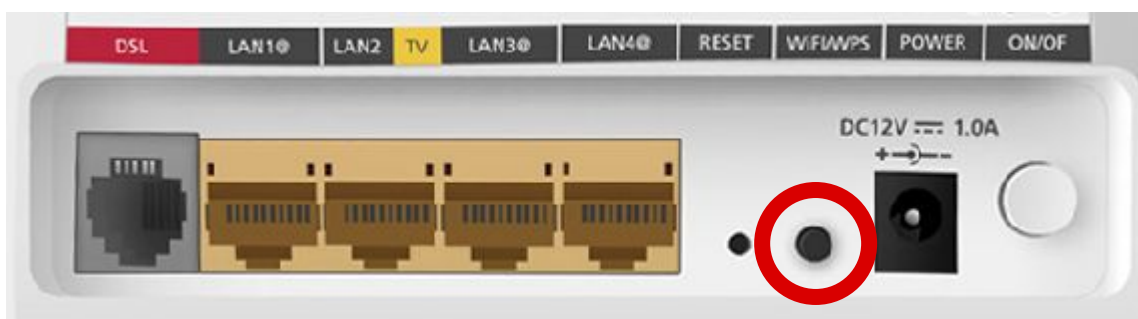 DSL LAN1@ LAN2 TV LAN3@ LAN4@ RESET WIFI/WPS POWER ON/OF
DC12V ⎓ 1.0A
+ -